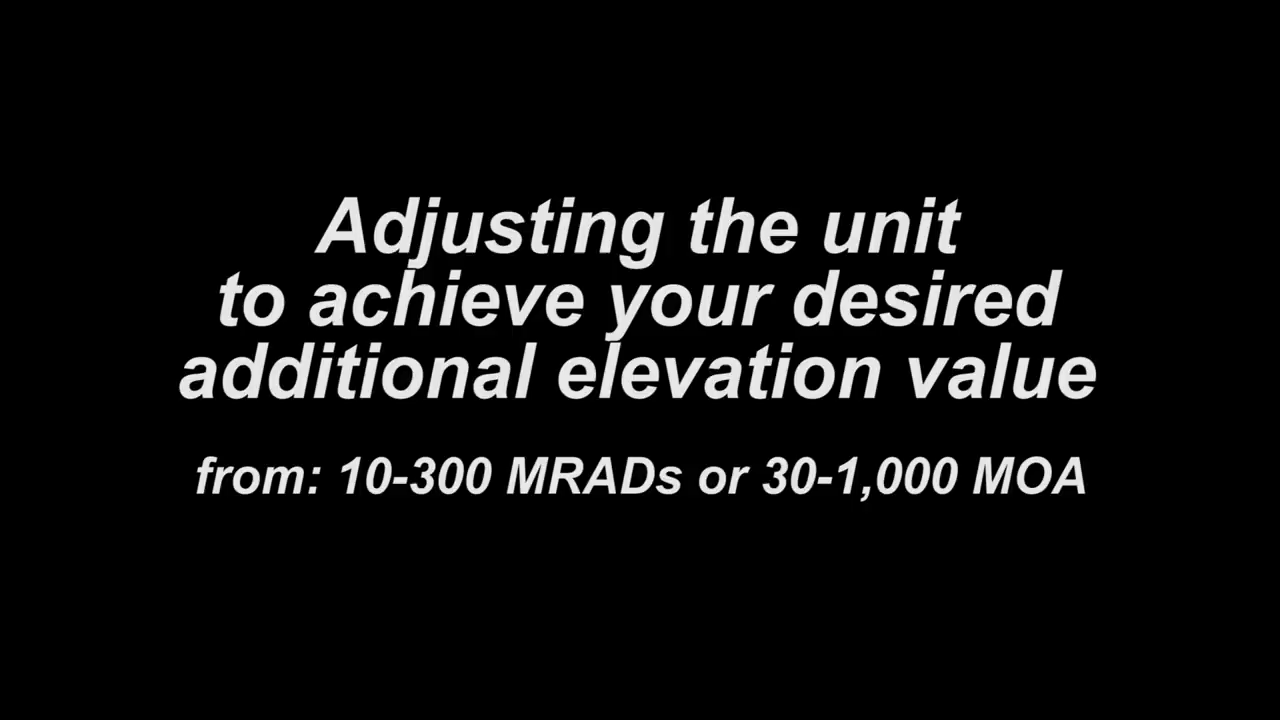 Adjusting the unit
to achieve your desired
additional elevation value
from: 10-300 MRADs or 30-1,000 MOA